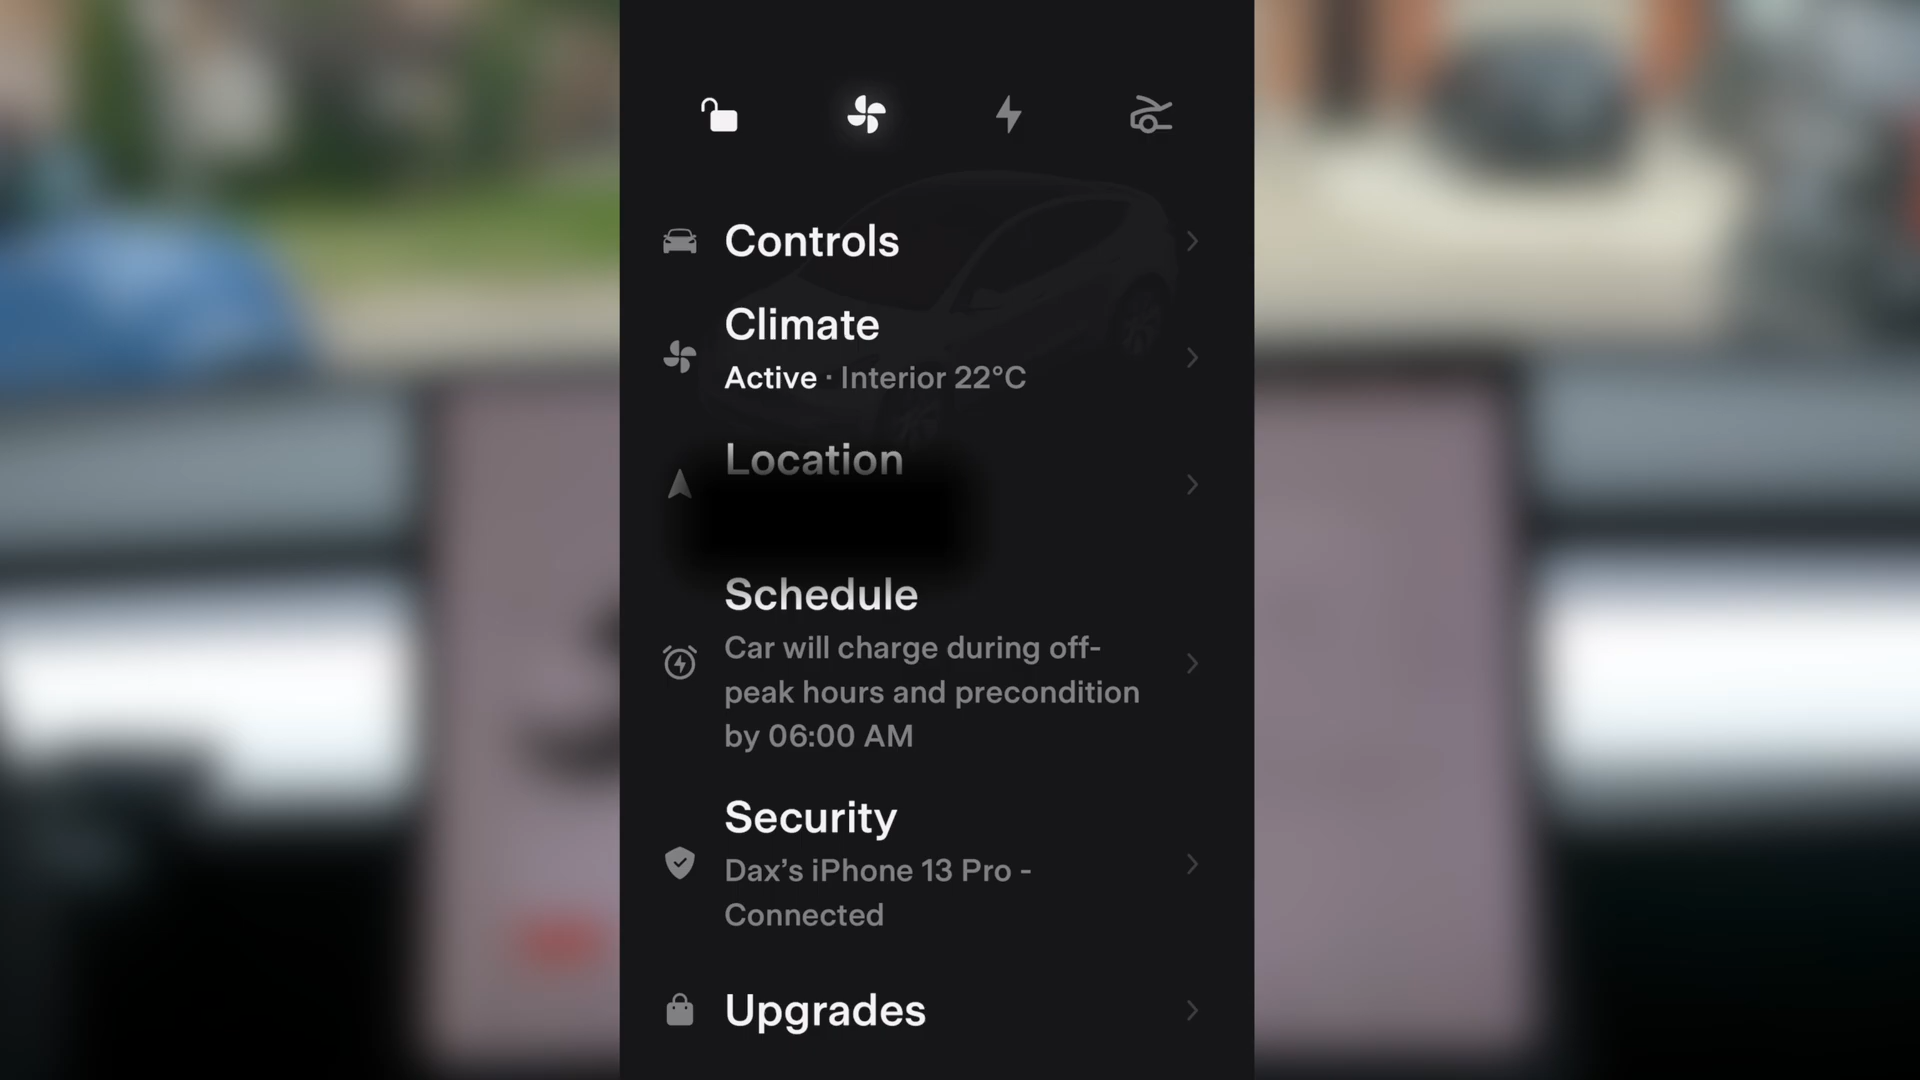 Controls
Climate
Active · Interior 22°C
Location
Schedule
Car will charge during off-
peak hours and precondition
by 06:00 AM
Security
Dax’s iPhone 13 Pro -
Connected
Upgrades